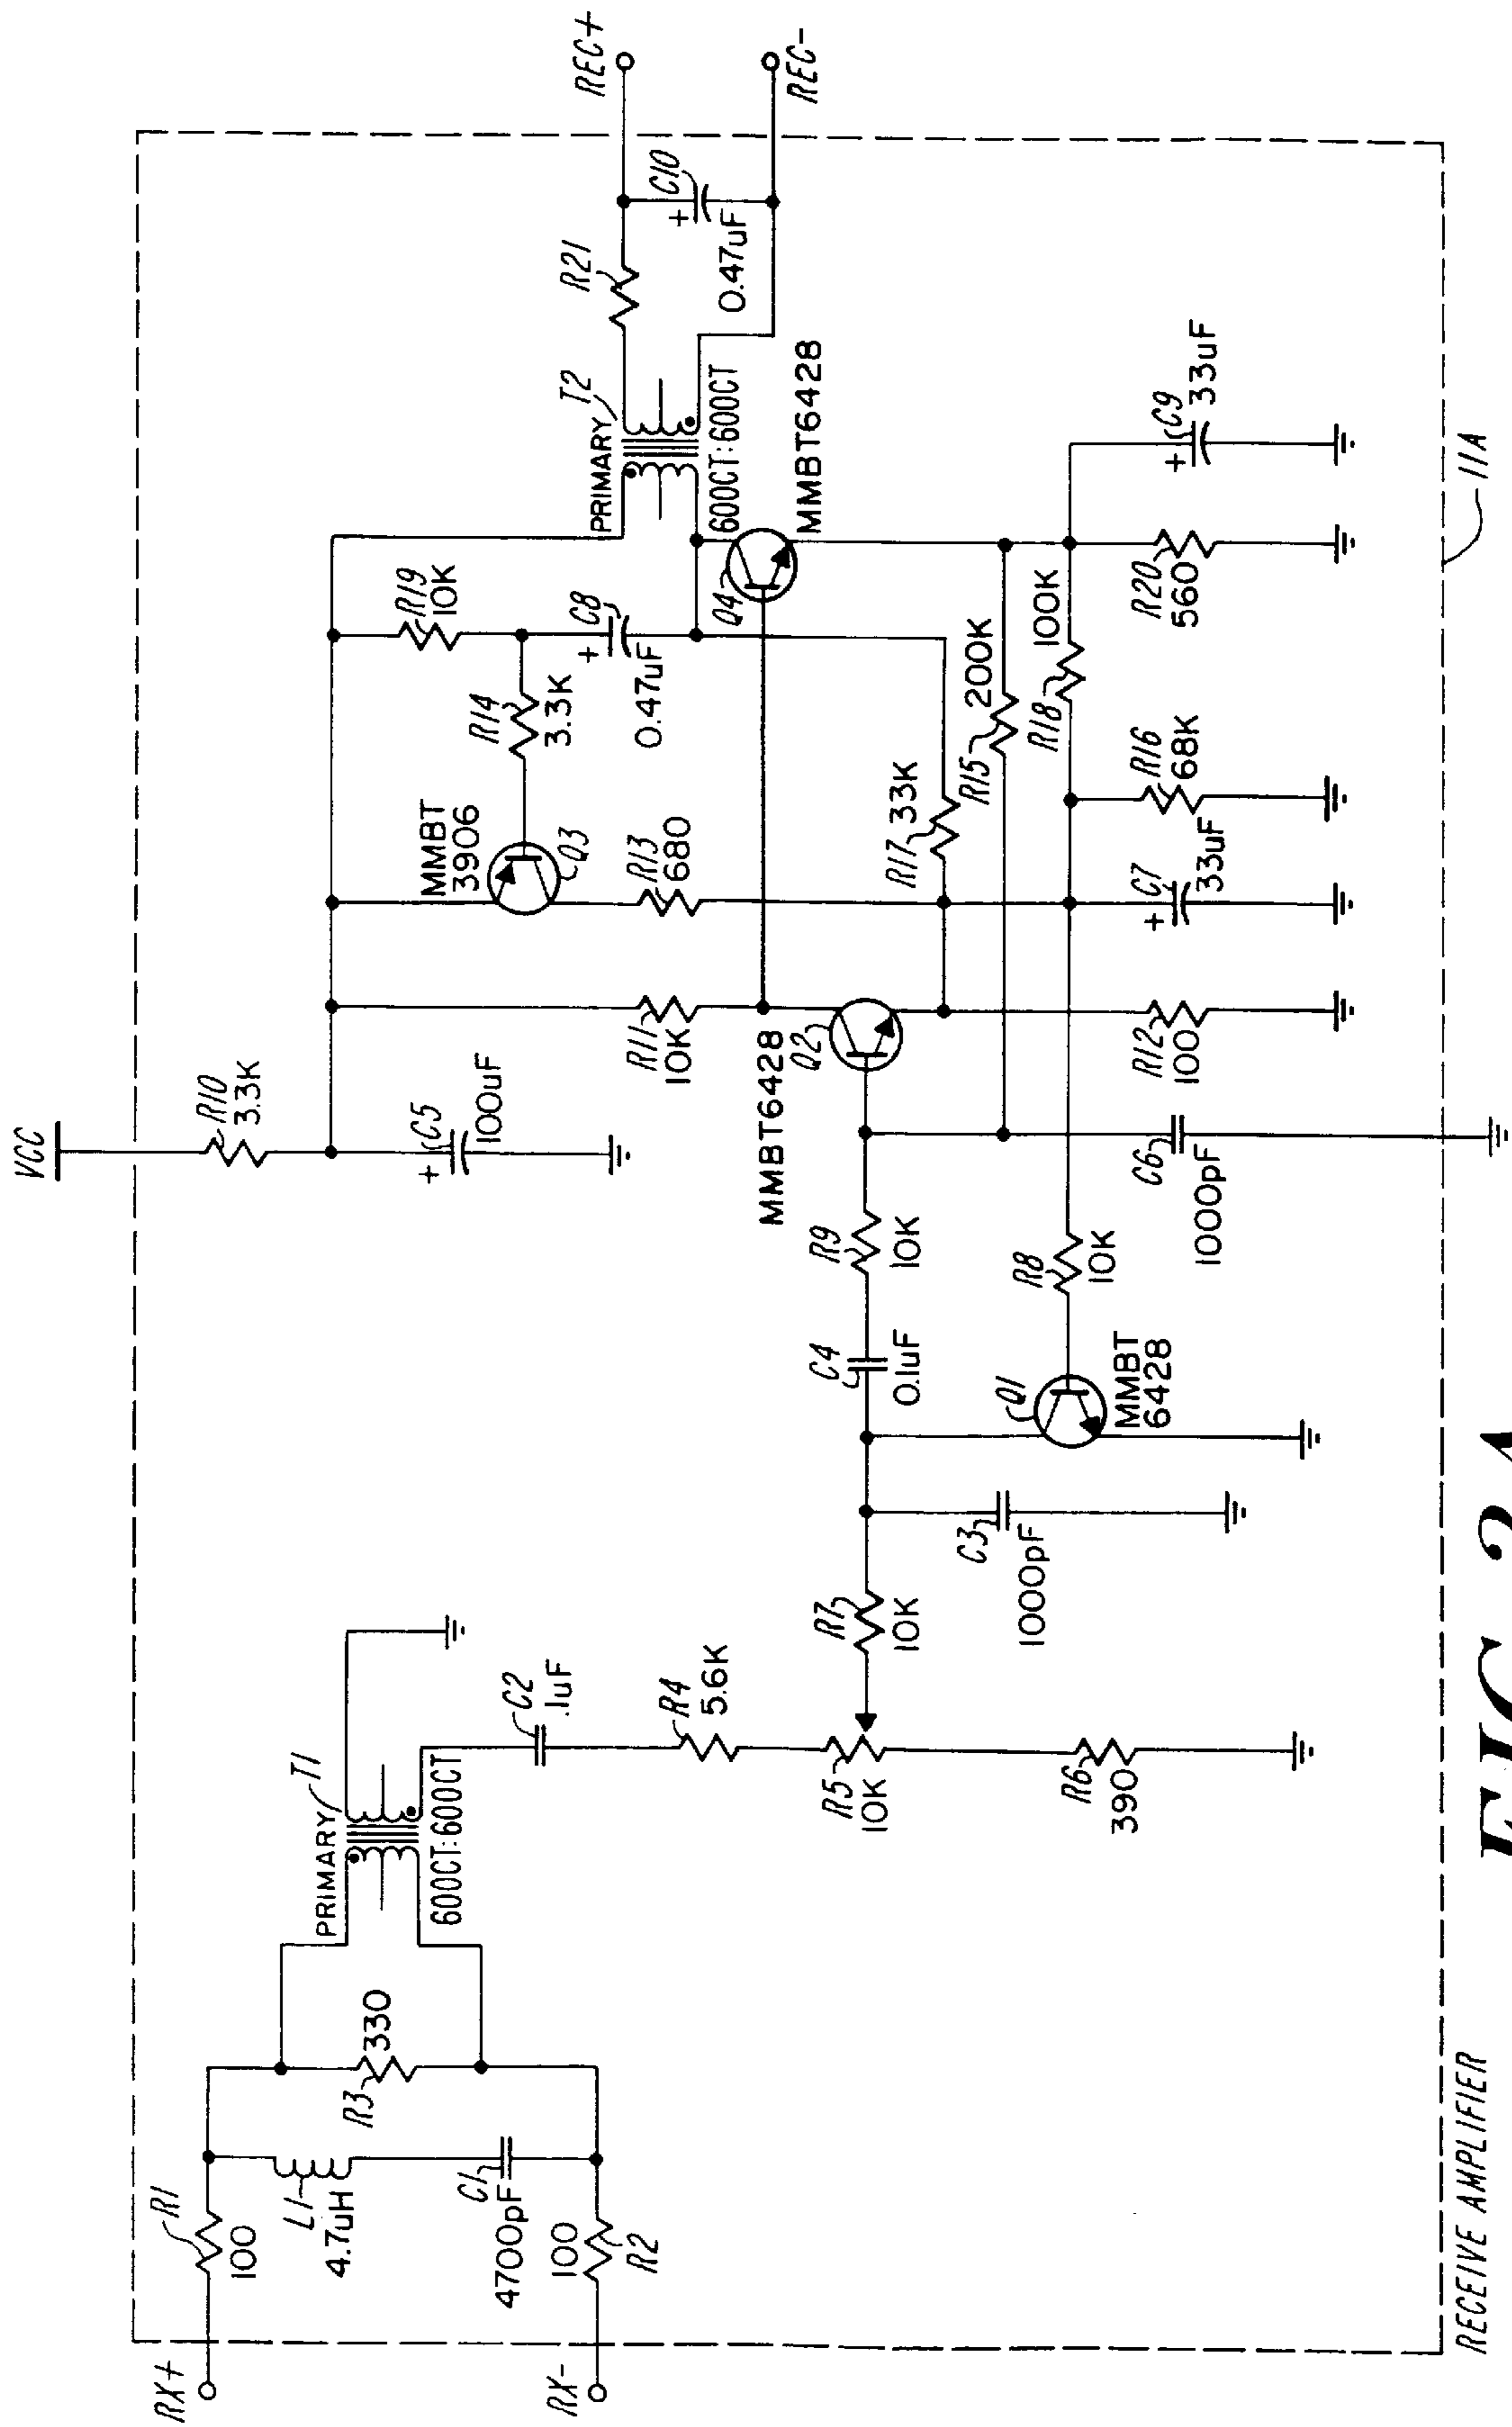 VCC
R10
3.3K
+
C5
100uF
RX+
R1
100
L1
4.7uH
C1
4700pF
RX-
100
R2
R3
330
PRIMARY
T1
600CT:600CT
C2
.1uF
R4
5.6K
R5
10K
R6
390
R7
10K
C3
1000pF
C4
0.1uF
Q1
MMBT
6428
R9
10K
R8
10K
C6
1000pF
MMBT6428
Q2
R11
10K
R12
100
MMBT
3906
Q3
R13
680
R14
3.3K
R19
10K
+
C8
0.47uF
R17
33K
R15
200K
R18
100K
+
C7
33uF
R16
68K
R20
560
+
C9
33uF
PRIMARY
T2
600CT:600CT
Q4
MMBT6428
R21
+
C10
0.47uF
REC+
REC-
11A
RECEIVE AMPLIFIER